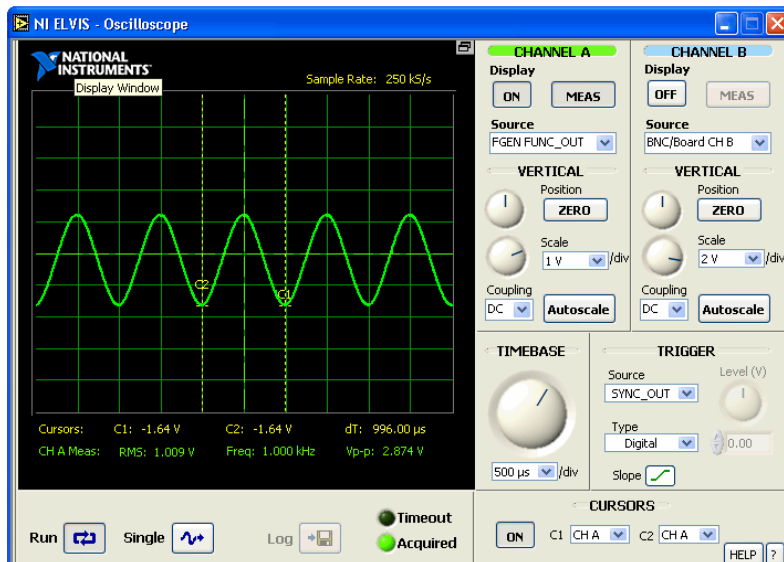 NI ELVIS - Oscilloscope
NATIONAL
INSTRUMENTS
Display Window
Sample Rate: 250 kS/s
C2
C1
Cursors: C1: -1.64 V C2: -1.64 V dT: 996.00 µs
CH A Meas: RMS: 1.009 V Freq: 1.000 kHz Vp-p: 2.874 V
Run
Single
Log
Timeout
Acquired
CHANNEL A
Display
ON
MEAS
Source
FGEN FUNC_OUT
VERTICAL
Position
ZERO
Scale
1 V /div
Coupling
DC
Autoscale
CHANNEL B
Display
OFF
MEAS
Source
BNC/Board CH B
VERTICAL
Position
ZERO
Scale
2 V /div
Coupling
DC
Autoscale
TIMEBASE
500 µs /div
TRIGGER
Source
SYNC_OUT
Level (V)
Type
Digital
0.00
Slope
CURSORS
ON
C1 CH A
C2 CH A
HELP
?